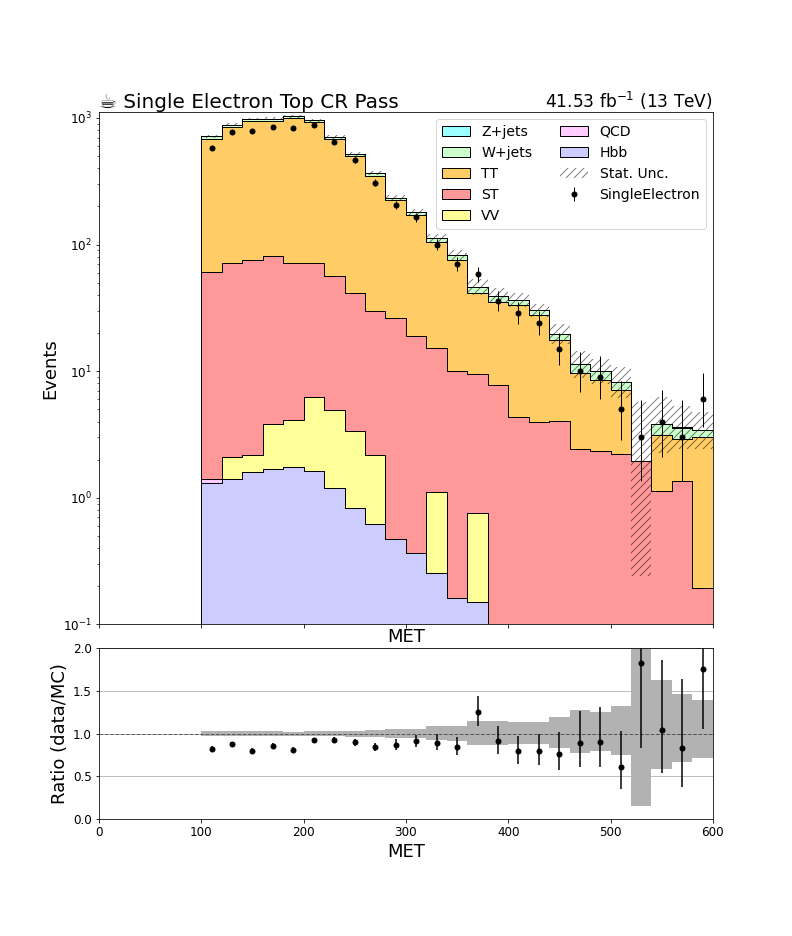 ☕ Single Electron Top CR Pass
41.53 fb⁻¹ (13 TeV)
10³
10²
10¹
10⁰
10⁻¹
Events
Z+jets
W+jets
TT
ST
VV
QCD
Hbb
Stat. Unc.
SingleElectron
MET
2.0
1.5
1.0
0.5
0.0
Ratio (data/MC)
0 100 200 300 400 500 600
MET